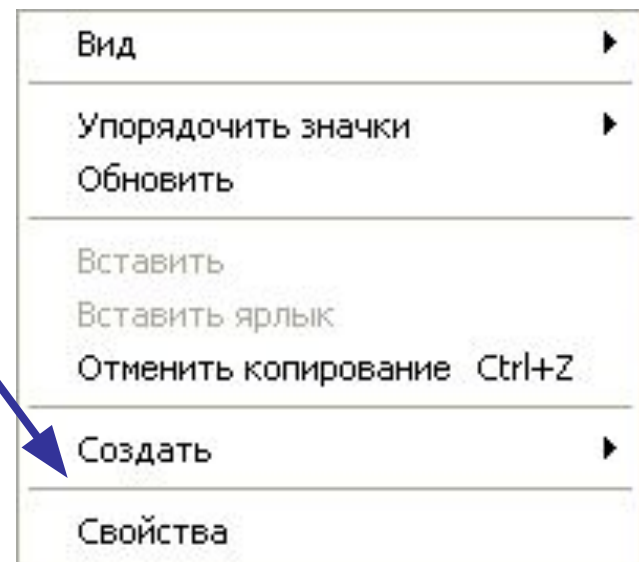 Вид
Упорядочить значки
Обновить
Вставить
Вставить ярлык
Отменить копирование Ctrl+Z
Создать
Свойства